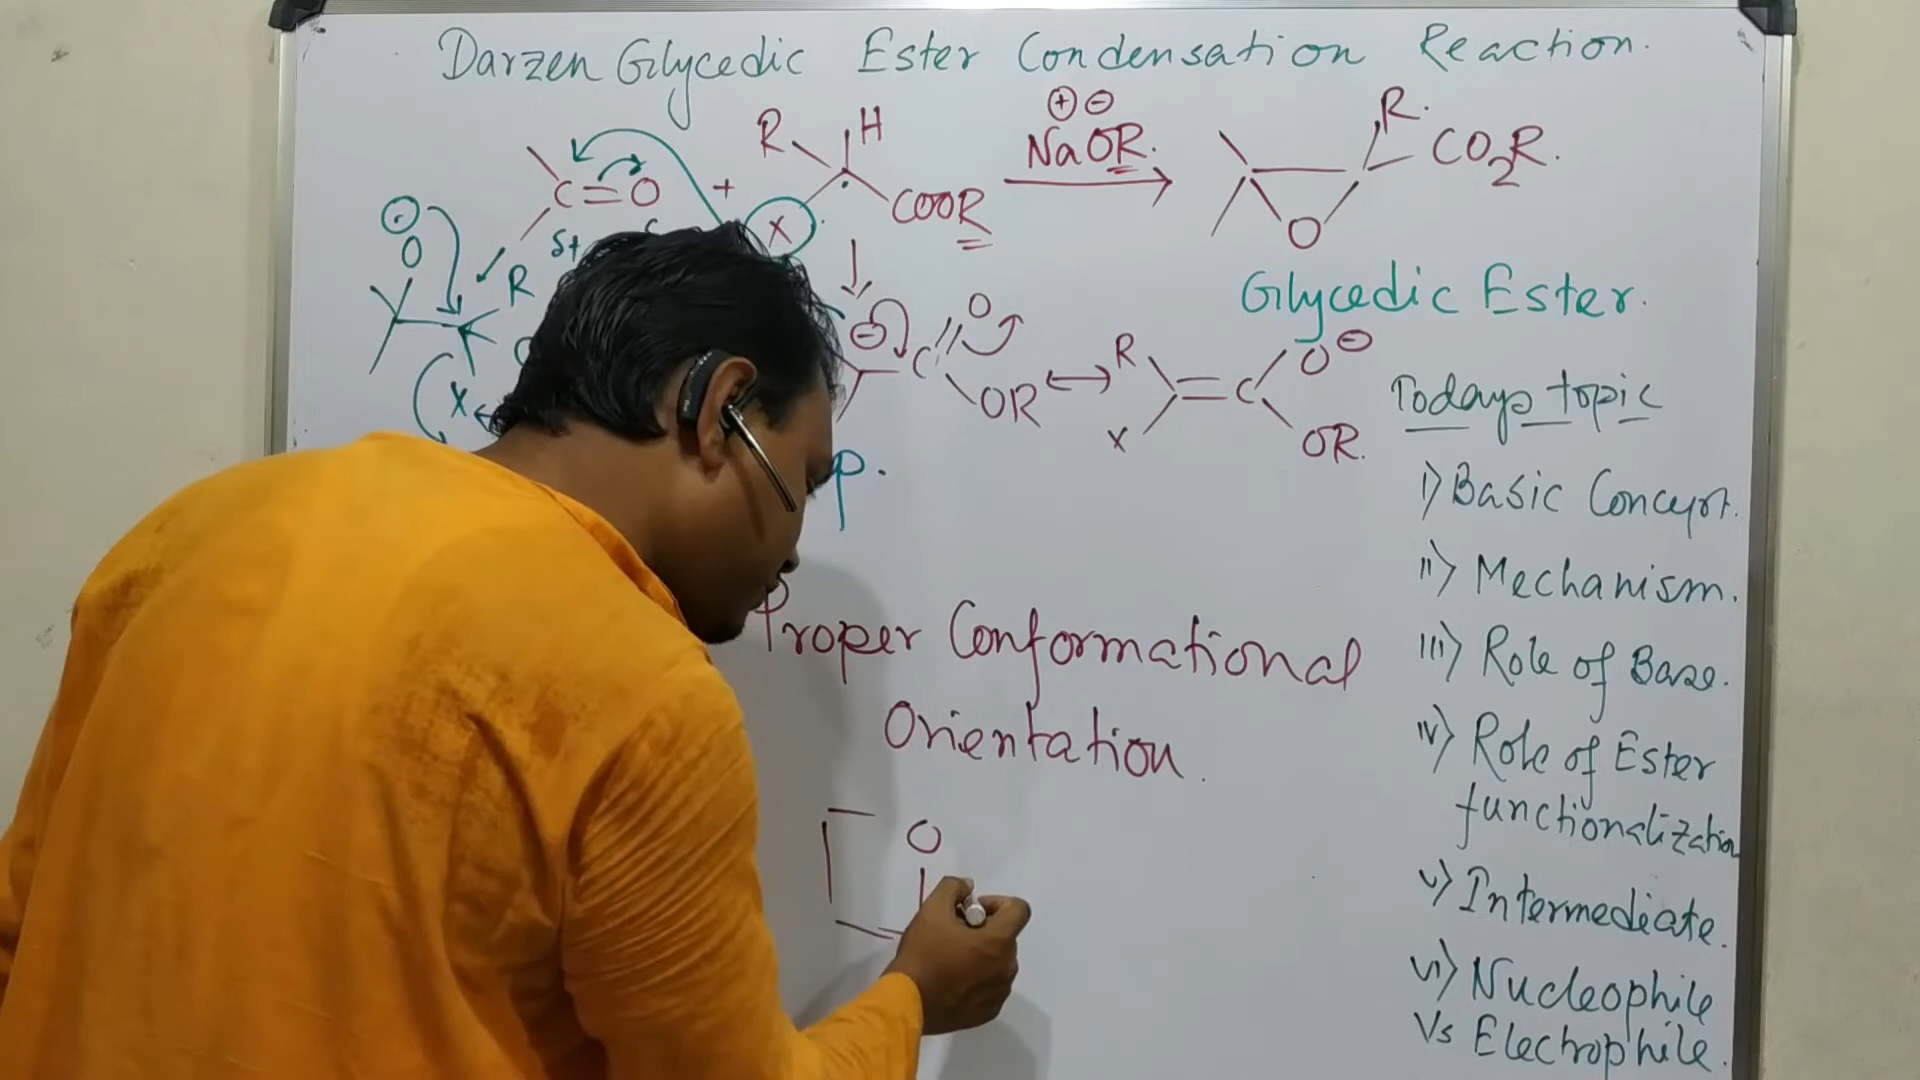 Darzen Glycedic Ester Condensation Reaction.
R H
⊕ ⊖
NaOR.
R.
CO2R.
C=O + X COOR
δ+
⊖
O
R
X
O
Glycedic Ester.
⊖ C O
OR
R X C O⊖
OR.
p.
Todays topic
i) Basic Concept.
ii) Mechanism.
iii) Role of Base.
iv) Role of Ester
functionalization
v) Intermediate.
vi) Nucleophile
Vs Electrophile.
Proper Conformational
Orientation.
O